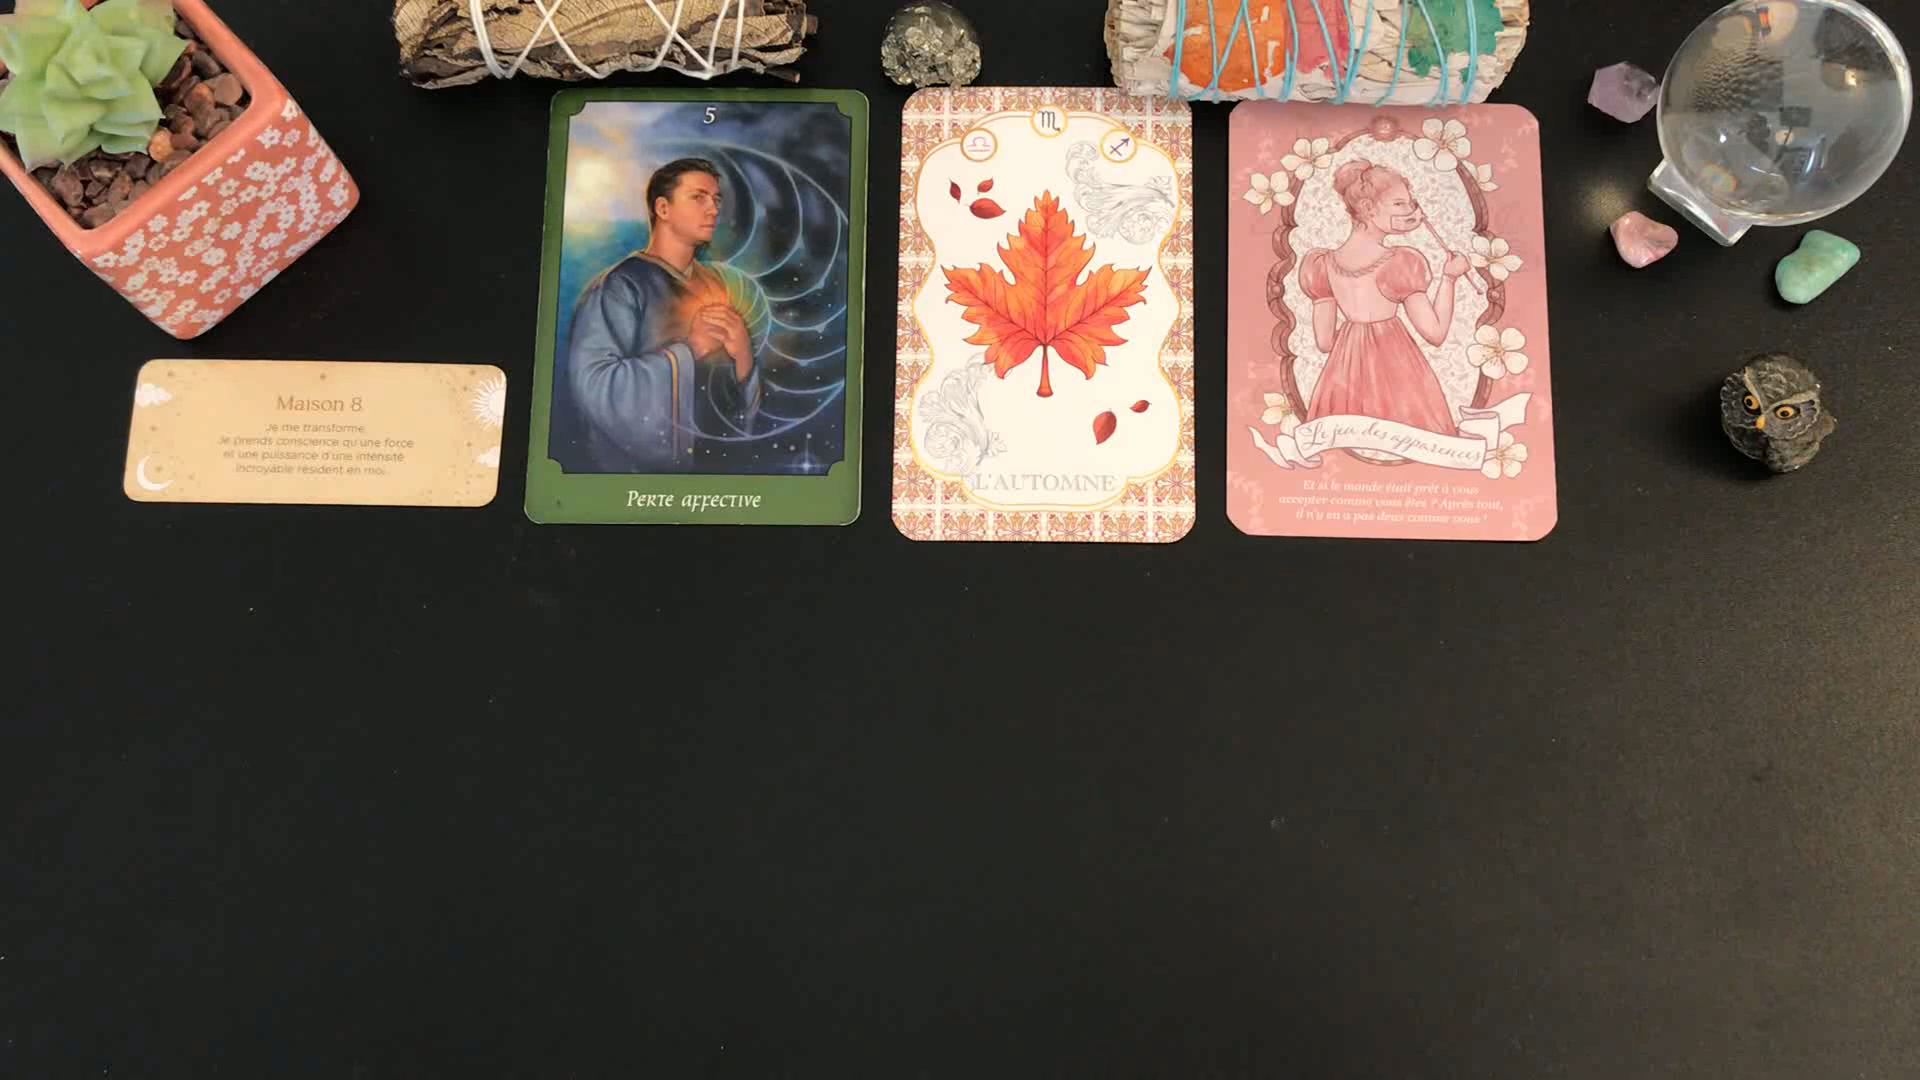 Maison 8
Je me transforme.
Je prends conscience qu'une force
et une puissance d'une intensité
incroyable résident en moi.
5
Perte affective
♎ ♏ ♐
L'AUTOMNE
Le jeu des apparences
Et si le monde était prêt à vous
accepter comme vous êtes ? Après tout,
il n'y en a pas deux comme vous !